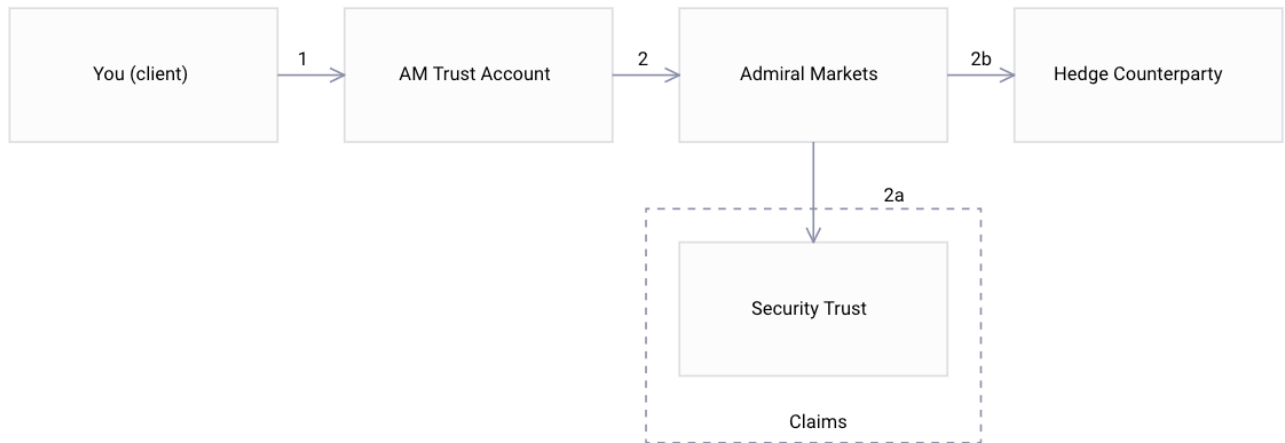 You (client)
1
AM Trust Account
2
Admiral Markets
2b
Hedge Counterparty
2a
Security Trust
Claims